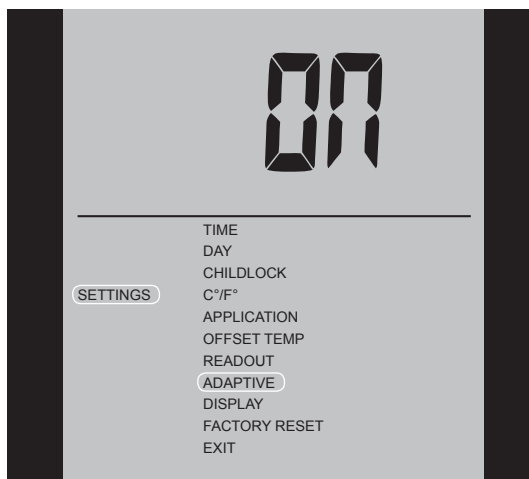 ON
TIME
DAY
CHILDLOCK
SETTINGS C°/F°
APPLICATION
OFFSET TEMP
READOUT
ADAPTIVE
DISPLAY
FACTORY RESET
EXIT